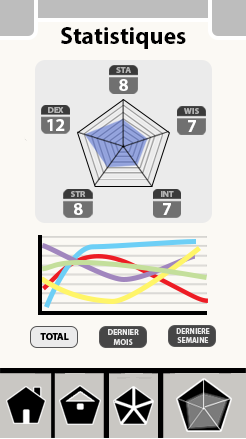 Statistiques
STA
8
DEX
12
WIS
7
STR
8
INT
7
TOTAL
DERNIER
MOIS
DERNIERE
SEMAINE